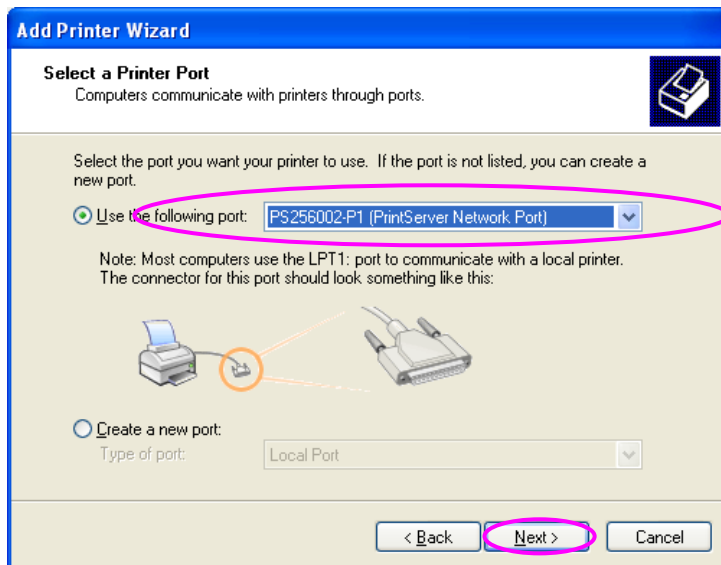 Add Printer Wizard
Select a Printer Port
Computers communicate with printers through ports.
Select the port you want your printer to use. If the port is not listed, you can create a
new port.
Use the following port: PS256002-P1 (PrintServer Network Port)
Note: Most computers use the LPT1: port to communicate with a local printer.
The connector for this port should look something like this:
Create a new port:
Type of port: Local Port
< Back Next > Cancel